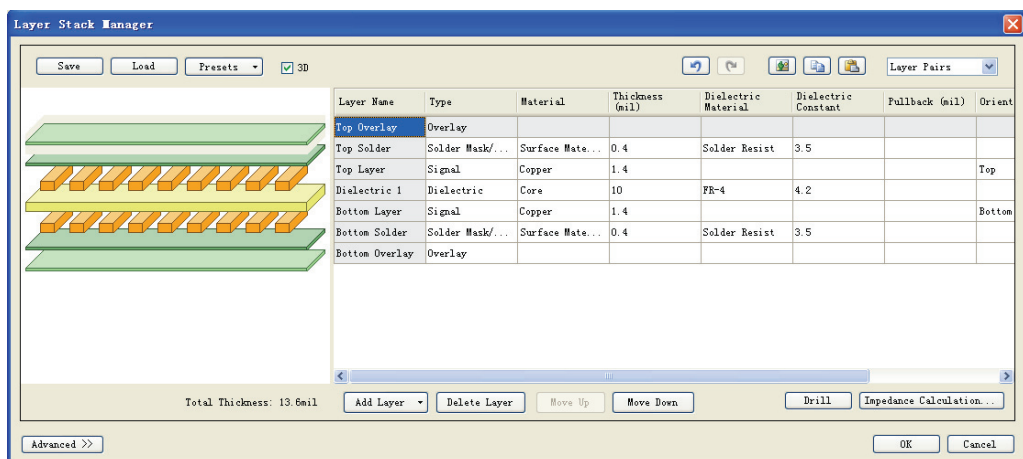 Layer Stack Manager
Save Load Presets 3D Layer Pairs
Layer Name Type Material Thickness (mil) Dielectric Material Dielectric Constant Pullback (mil) Orient
Top Overlay Overlay
Top Solder Solder Mask/... Surface Mate... 0.4 Solder Resist 3.5
Top Layer Signal Copper 1.4 Top
Dielectric 1 Dielectric Core 10 FR-4 4.2
Bottom Layer Signal Copper 1.4 Bottom
Bottom Solder Solder Mask/... Surface Mate... 0.4 Solder Resist 3.5
Bottom Overlay Overlay
Total Thickness: 13.6mil Add Layer Delete Layer Move Up Move Down Drill Impedance Calculation...
Advanced >> OK Cancel